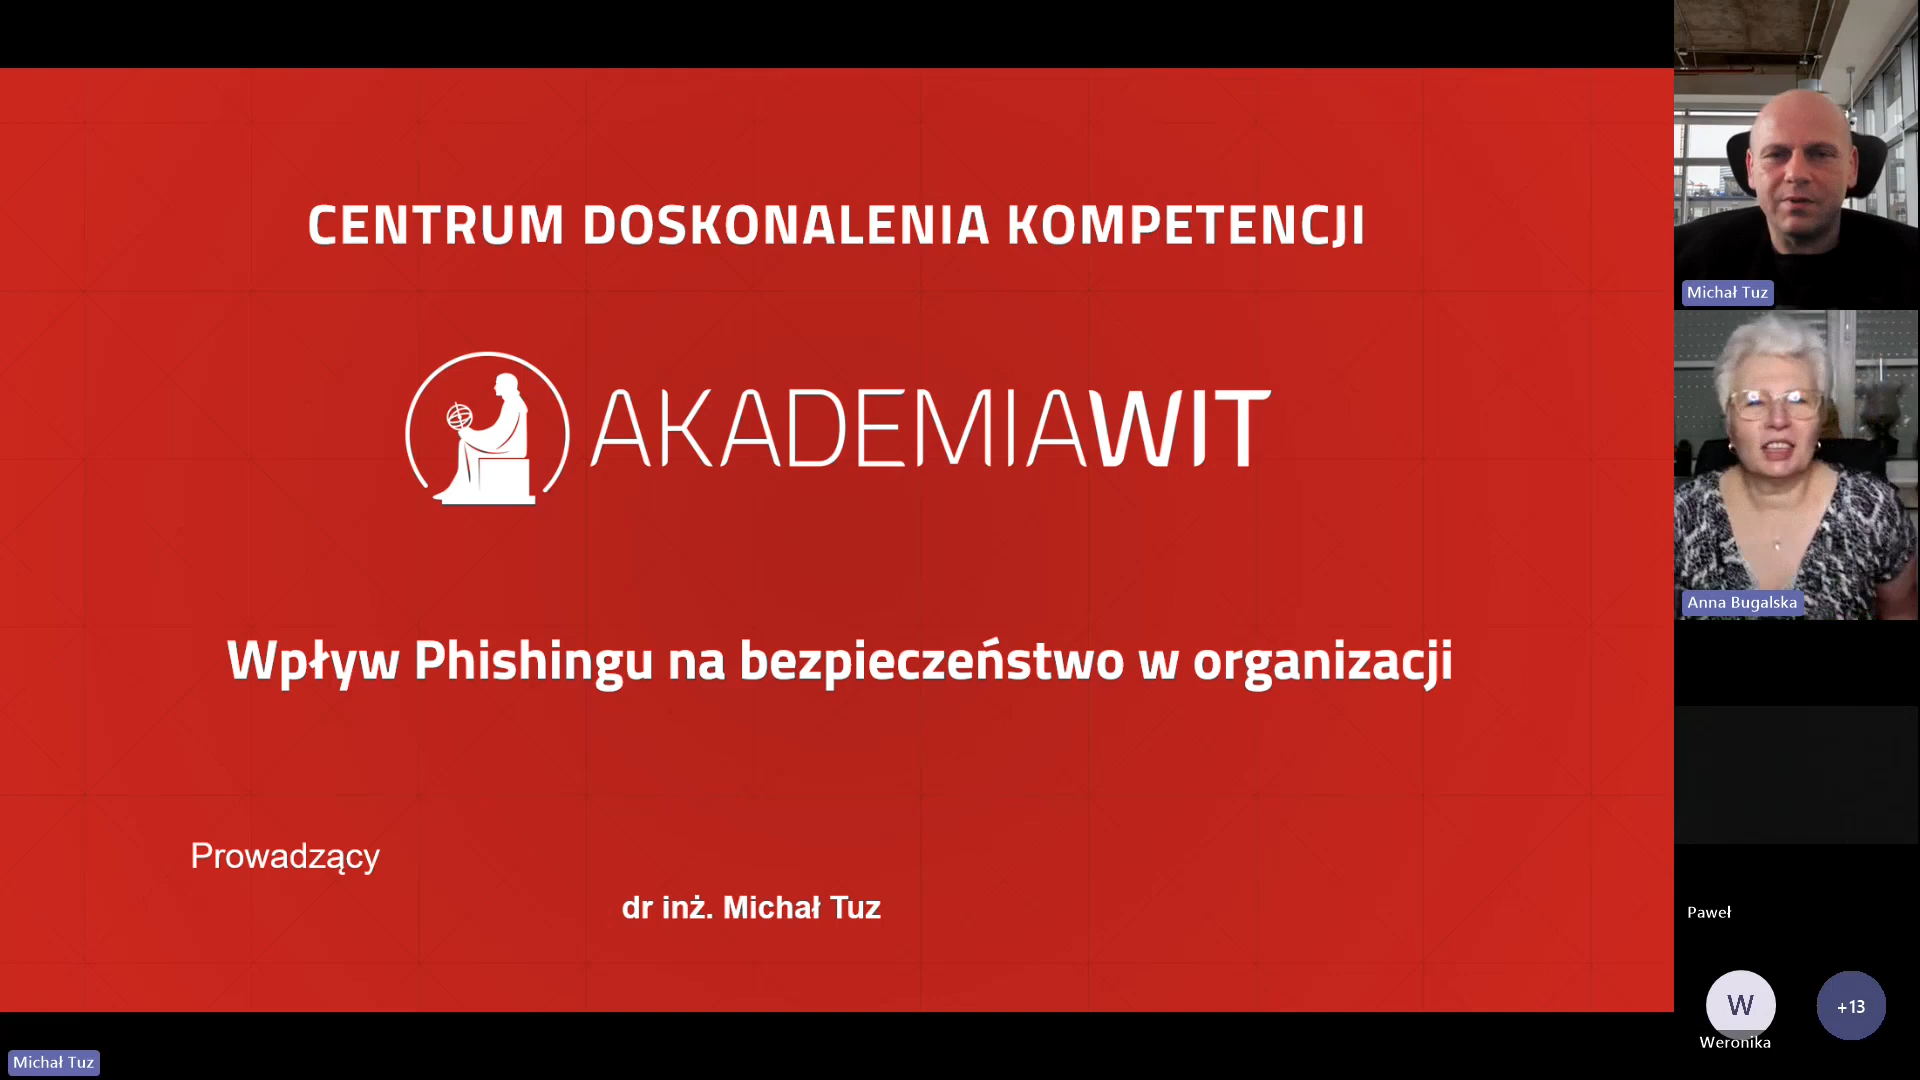 CENTRUM DOSKONALENIA KOMPETENCJI
AKADEMIAWIT
Wpływ Phishingu na bezpieczeństwo w organizacji
Prowadzący
dr inż. Michał Tuz
Michał Tuz
Michał Tuz
Anna Bugalska
Paweł
W
Weronika
+13